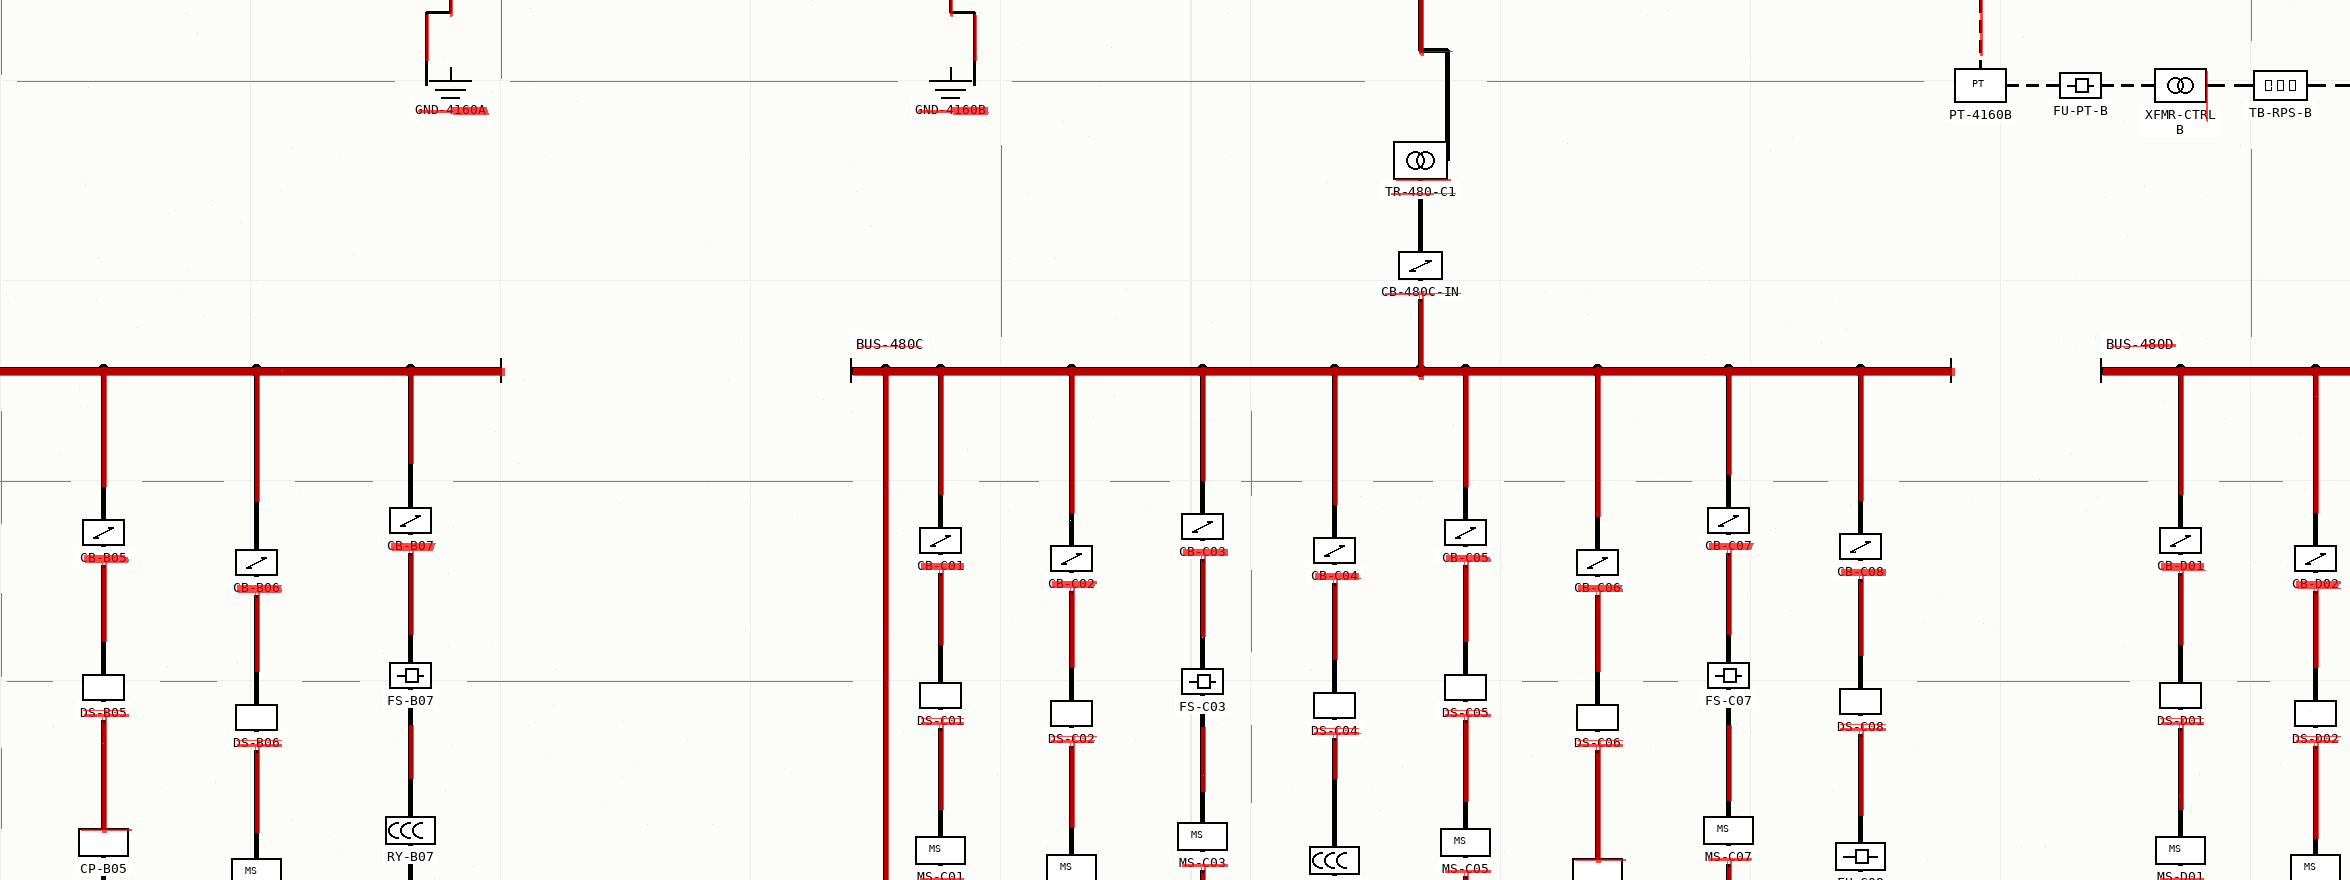 GND-4160A
GND-4160B
PT
PT-4160B
FU-PT-B
XFMR-CTRL
B
TB-RPS-B
TR-480-C1
CB-480C-IN
BUS-480C
BUS-480D
CB-B05
CB-B06
CB-B07
CB-C01
CB-C02
CB-C03
CB-C04
CB-C05
CB-C06
CB-C07
CB-C08
CB-D01
CB-D02
DS-B05
DS-B06
FS-B07
DS-C01
DS-C02
FS-C03
DS-C04
DS-C05
DS-C06
FS-C07
DS-C08
DS-D01
DS-D02
CP-B05
MS
RY-B07
MS
MS-C01
MS
MS
MS-C03
MS
MS-C05
MS
MS-C07
MS
MS-D01
MS